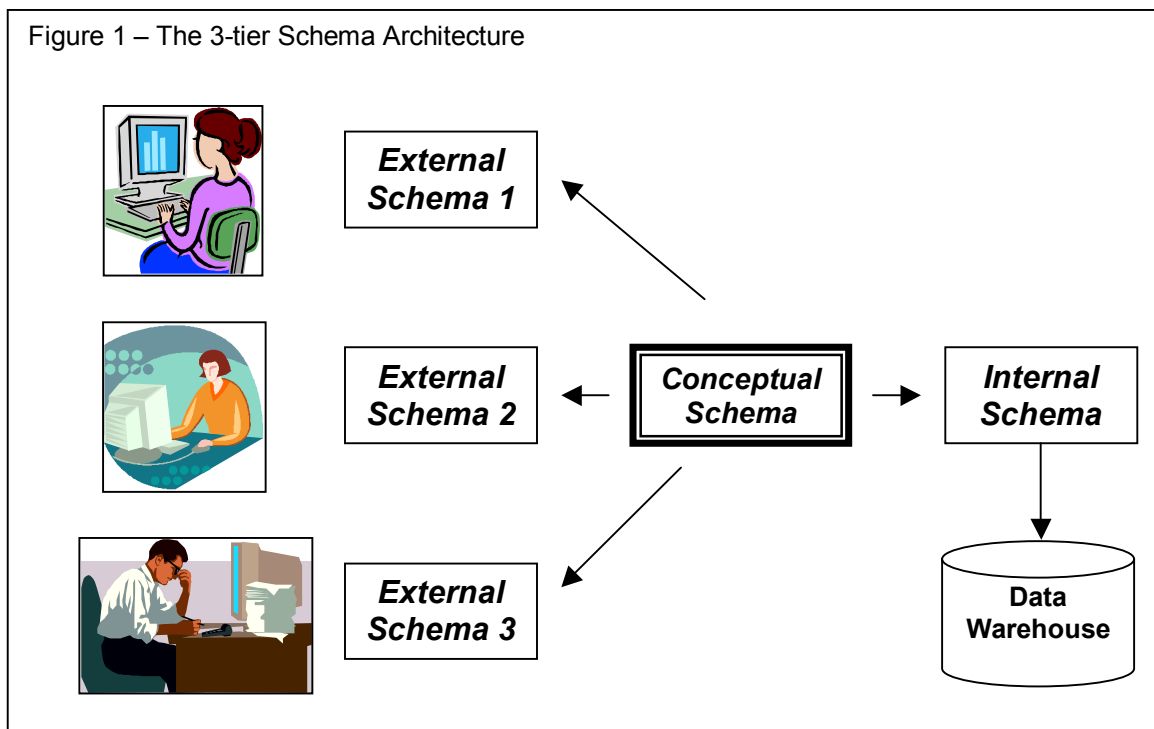 Figure 1 – The 3-tier Schema Architecture
External
Schema 1
External
Schema 2
Conceptual
Schema
Internal
Schema
External
Schema 3
Data
Warehouse